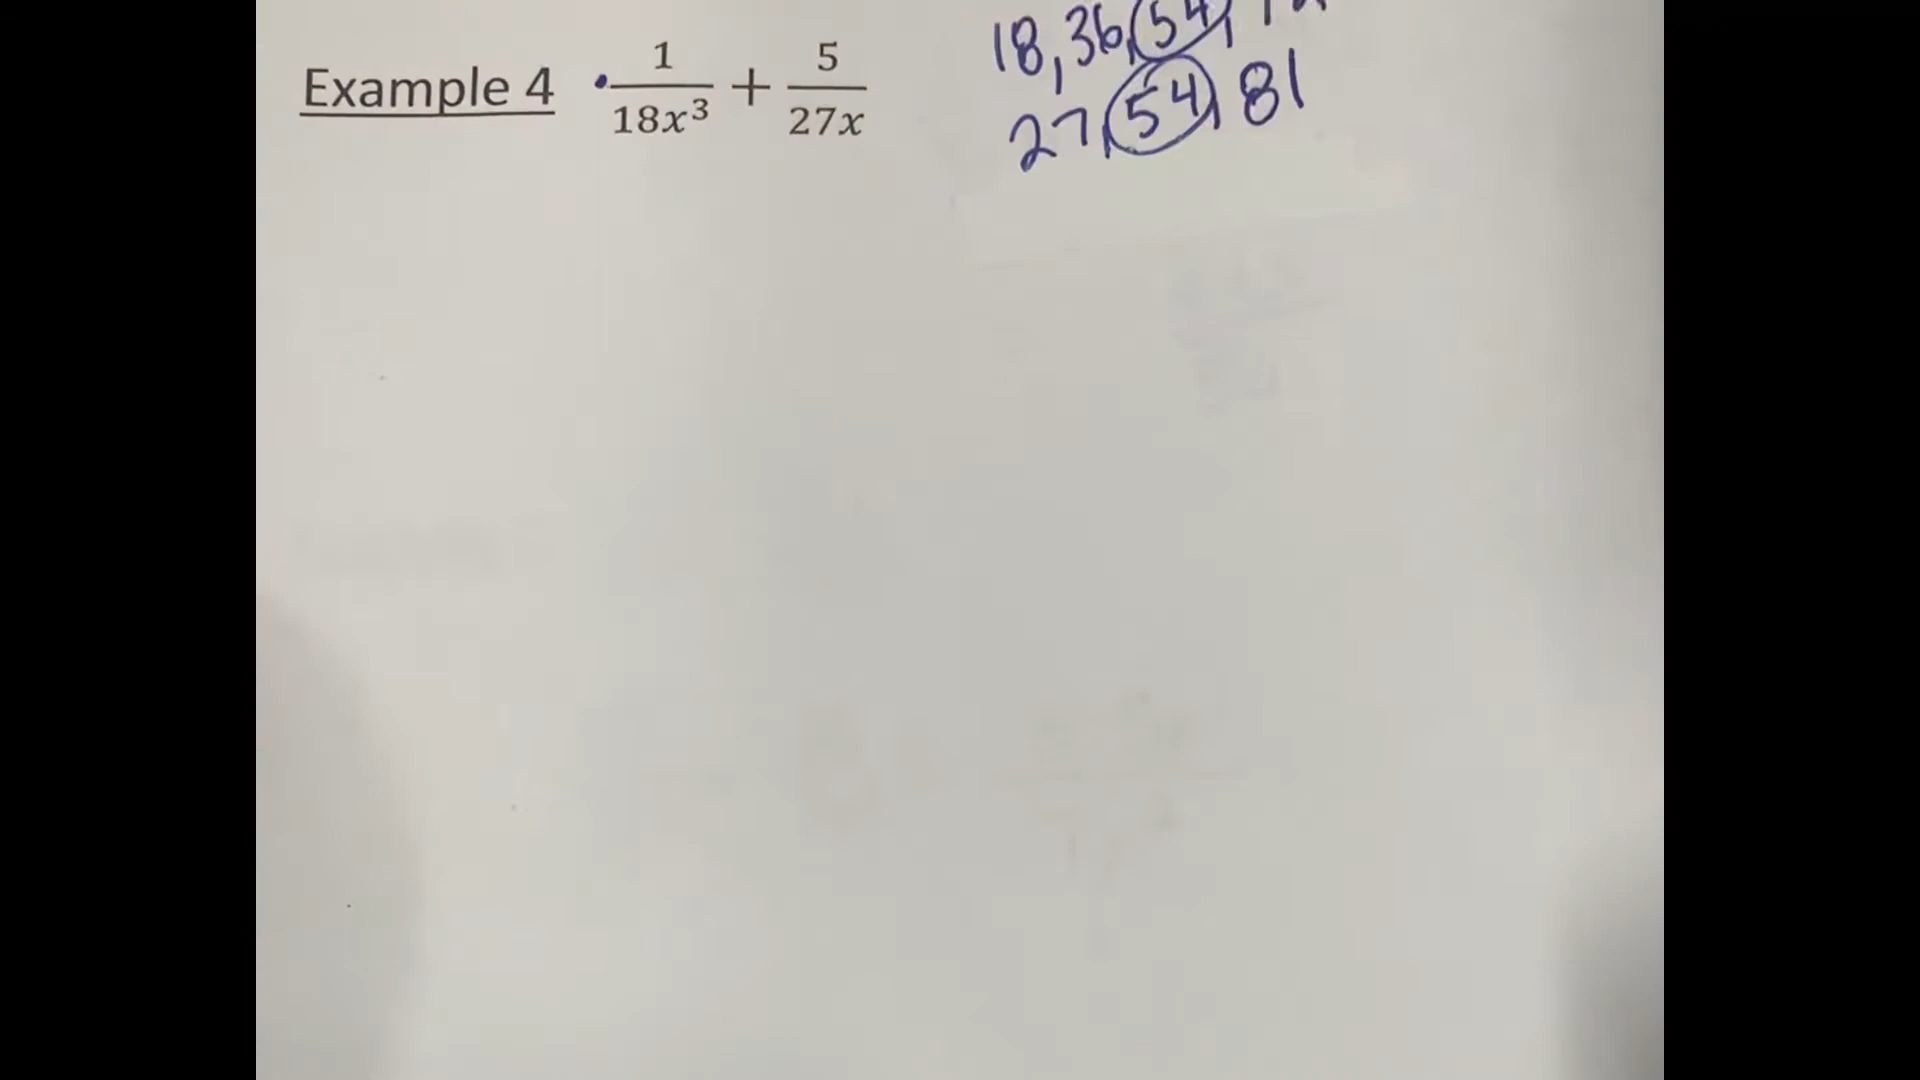 18, 36, 54,
Example 4 1/18x³ + 5/27x
27, 54, 81